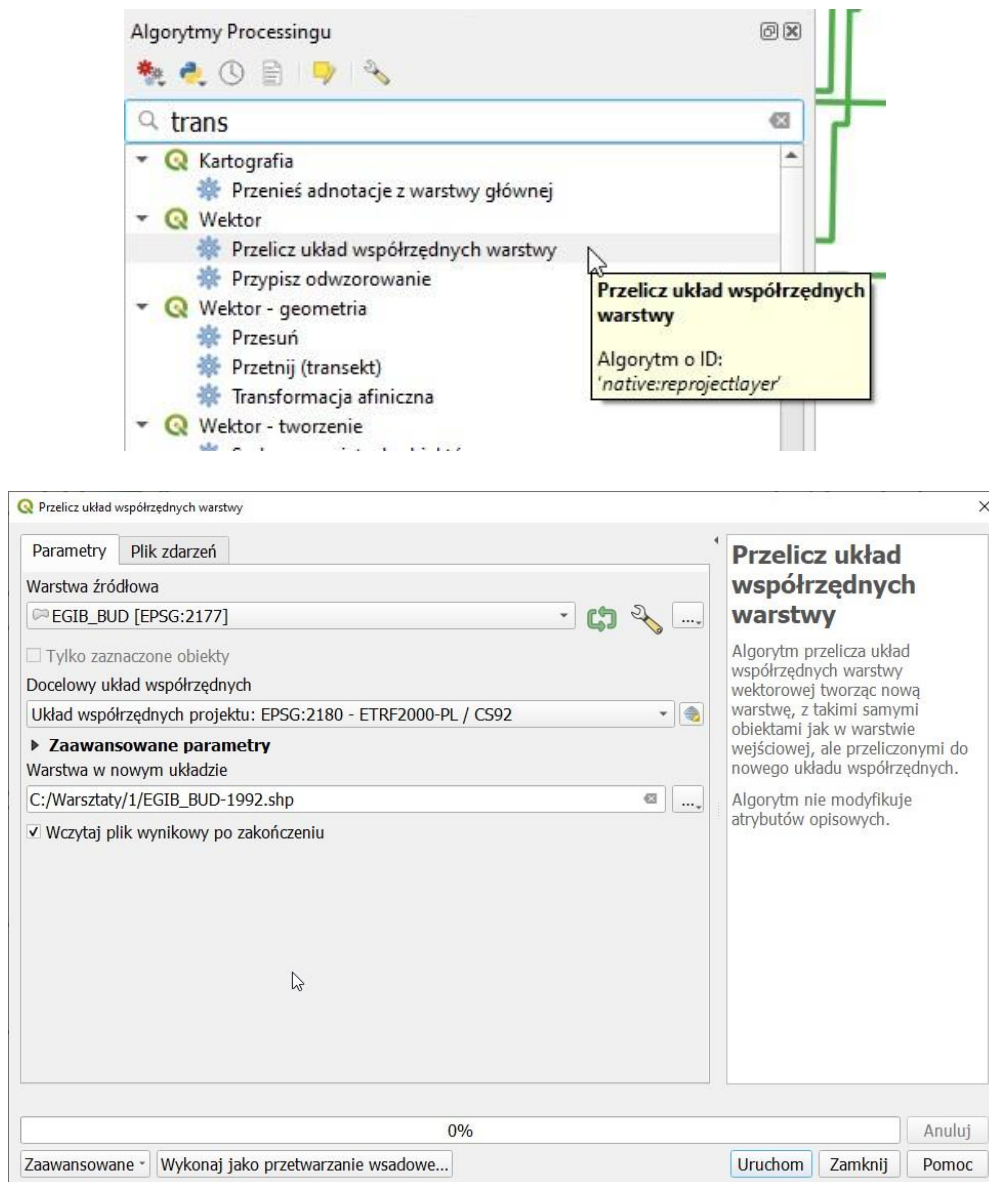 Algorytmy Processingu
trans
Kartografia
Przenieś adnotacje z warstwy głównej
Wektor
Przelicz układ współrzędnych warstwy
Przypisz odwzorowanie
Wektor - geometria
Przesuń
Przetnij (transekt)
Transformacja afiniczna
Wektor - tworzenie
Przelicz układ współrzędnych
warstwy
Algorytm o ID:
'native:reprojectlayer'
Przelicz układ współrzędnych warstwy
Parametry Plik zdarzeń
Warstwa źródłowa
EGIB_BUD [EPSG:2177]
...
Tylko zaznaczone obiekty
Docelowy układ współrzędnych
Układ współrzędnych projektu: EPSG:2180 - ETRF2000-PL / CS92
Zaawansowane parametry
Warstwa w nowym układzie
C:/Warsztaty/1/EGIB_BUD-1992.shp
...
Wczytaj plik wynikowy po zakończeniu
Przelicz układ
współrzędnych
warstwy
Algorytm przelicza układ
współrzędnych warstwy
wektorowej tworząc nową
warstwę, z takimi samymi
obiektami jak w warstwie
wejściowej, ale przeliczonymi do
nowego układu współrzędnych.
Algorytm nie modyfikuje
atrybutów opisowych.
0%
Anuluj
Zaawansowane Wykonaj jako przetwarzanie wsadowe... Uruchom Zamknij Pomoc